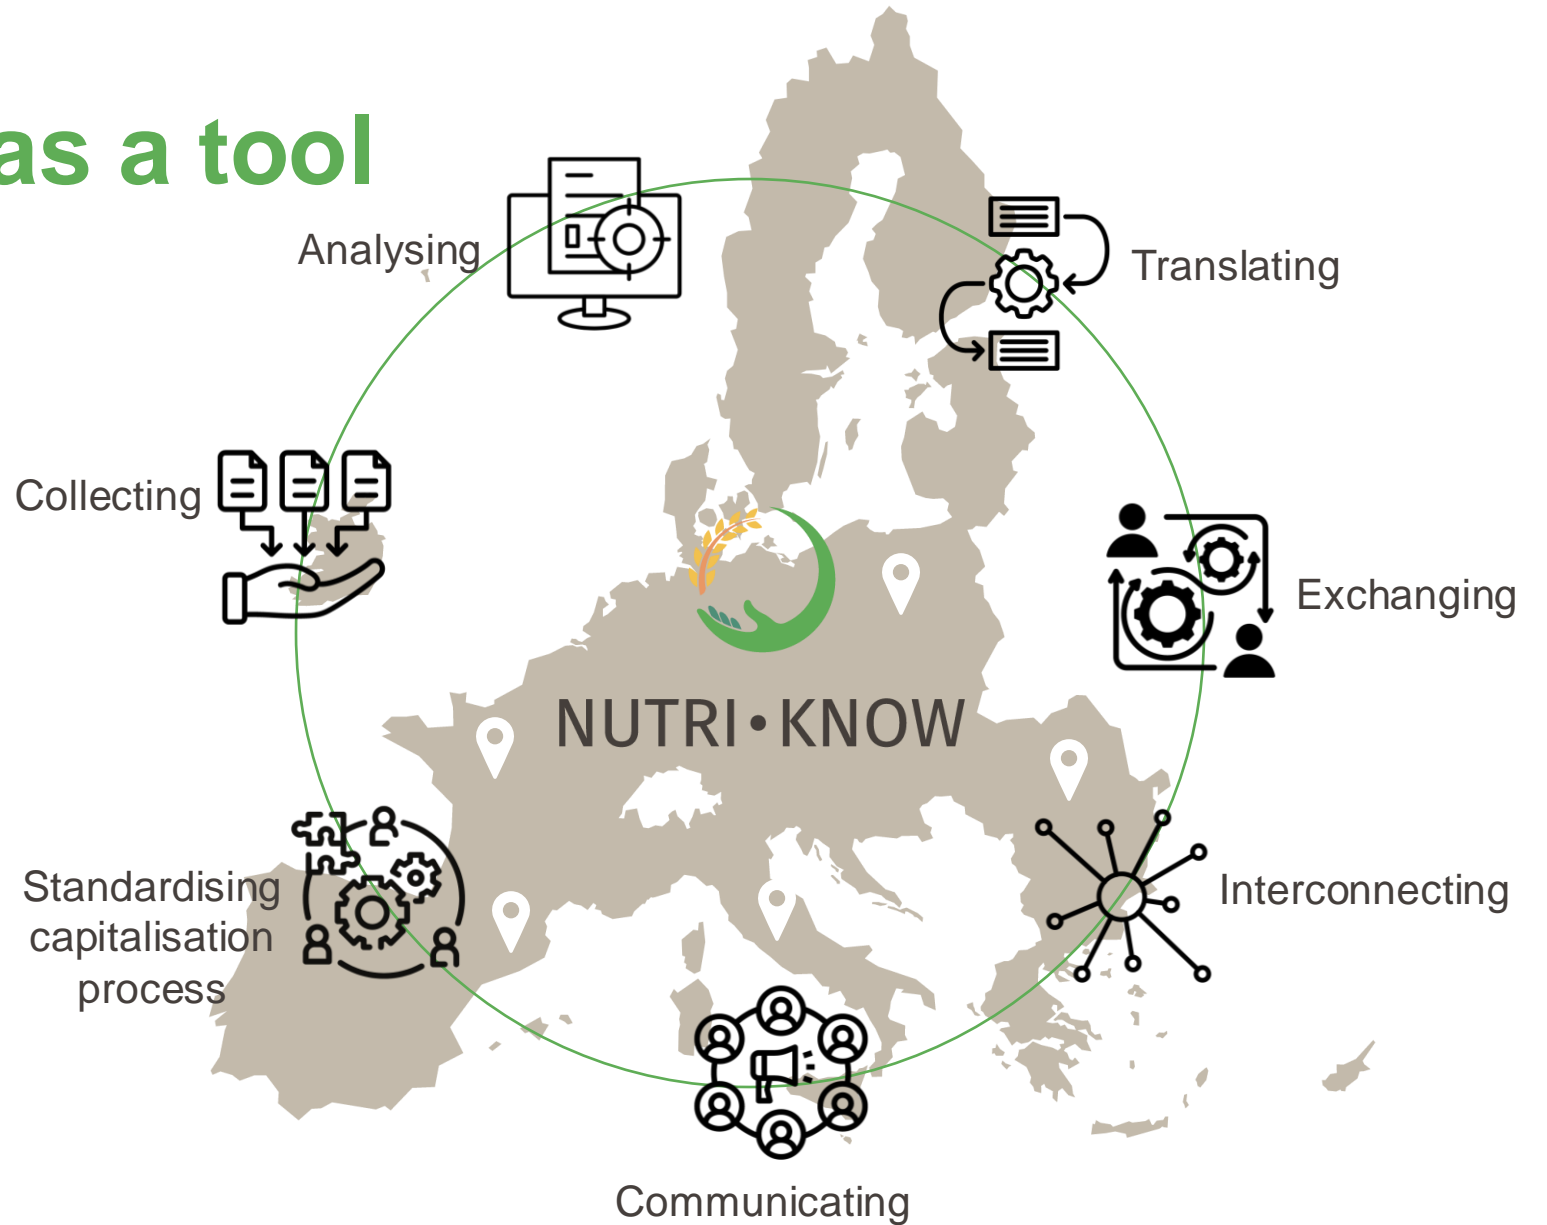 as a tool
Analysing
Translating
Collecting
Exchanging
NUTRI•KNOW
Standardising
capitalisation
process
Interconnecting
Communicating